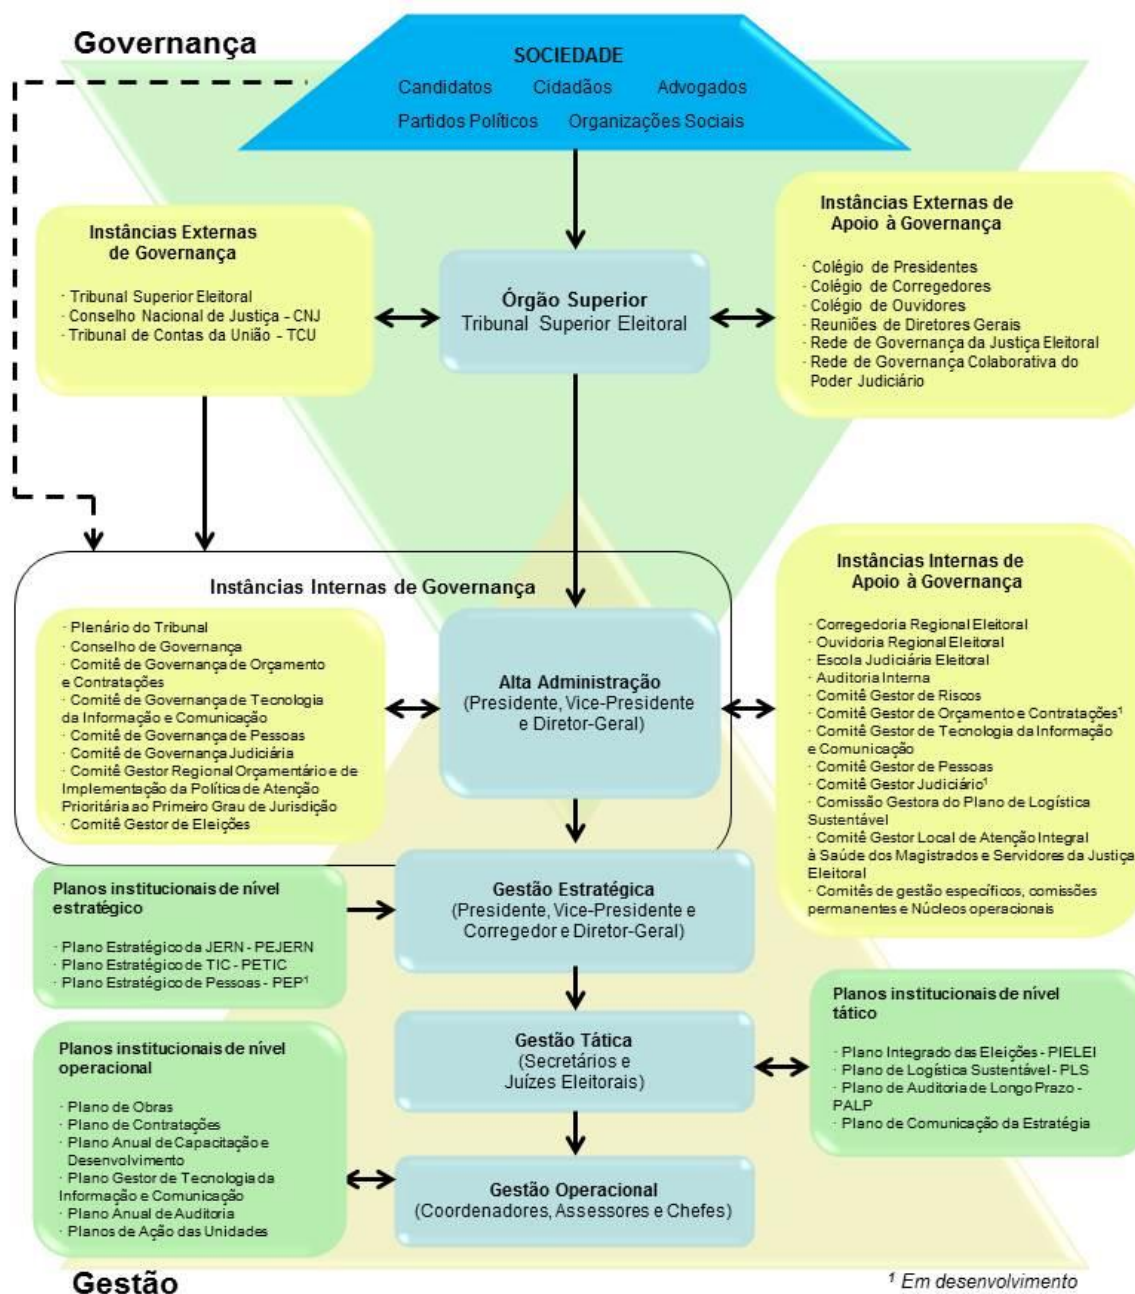 Governança
SOCIEDADE
Candidatos Cidadãos Advogados
Partidos Políticos Organizações Sociais
Instâncias Externas
de Governança
· Tribunal Superior Eleitoral
· Conselho Nacional de Justiça - CNJ
· Tribunal de Contas da União - TCU
Órgão Superior
Tribunal Superior Eleitoral
Instâncias Externas de
Apoio à Governança
· Colégio de Presidentes
· Colégio de Corregedores
· Colégio de Ouvidores
· Reuniões de Diretores Gerais
· Rede de Governança da Justiça Eleitoral
· Rede de Governança Colaborativa do
Poder Judiciário
Instâncias Internas de Governança
· Plenário do Tribunal
· Conselho de Governança
· Comitê de Governança de Orçamento
e Contratações
· Comitê de Governança de Tecnologia
da Informação e Comunicação
· Comitê de Governança de Pessoas
· Comitê de Governança Judiciária
· Comitê Gestor Regional Orçamentário e de
Implementação da Política de Atenção
Prioritária ao Primeiro Grau de Jurisdição
· Comitê Gestor de Eleições
Alta Administração
(Presidente, Vice-Presidente
e Diretor-Geral)
Instâncias Internas de
Apoio à Governança
· Corregedoria Regional Eleitoral
· Ouvidoria Regional Eleitoral
· Escola Judiciária Eleitoral
· Auditoria Interna
· Comitê Gestor de Riscos
· Comitê Gestor de Orçamento e Contratações¹
· Comitê Gestor de Tecnologia da Informação
e Comunicação
· Comitê Gestor de Pessoas
· Comitê Gestor Judiciário¹
· Comissão Gestora do Plano de Logística
Sustentável
· Comitê Gestor Local de Atenção Integral
à Saúde dos Magistrados e Servidores da Justiça
Eleitoral
· Comitês de gestão específicos, comissões
permanentes e Núcleos operacionais
Planos institucionais de nível
estratégico
· Plano Estratégico da JERN - PEJERN
· Plano Estratégico de TIC - PETIC
· Plano Estratégico de Pessoas - PEP¹
Gestão Estratégica
(Presidente, Vice-Presidente e
Corregedor e Diretor-Geral)
Gestão Tática
(Secretários e
Juízes Eleitorais)
Planos institucionais de nível
tático
· Plano Integrado das Eleições - PIELEI
· Plano de Logística Sustentável - PLS
· Plano de Auditoria de Longo Prazo -
PALP
· Plano de Comunicação da Estratégia
Planos institucionais de nível
operacional
· Plano de Obras
· Plano de Contratações
· Plano Anual de Capacitação e
Desenvolvimento
· Plano Gestor de Tecnologia da
Informação e Comunicação
· Plano Anual de Auditoria
· Planos de Ação das Unidades
Gestão Operacional
(Coordenadores, Assessores e Chefes)
Gestão
¹ Em desenvolvimento